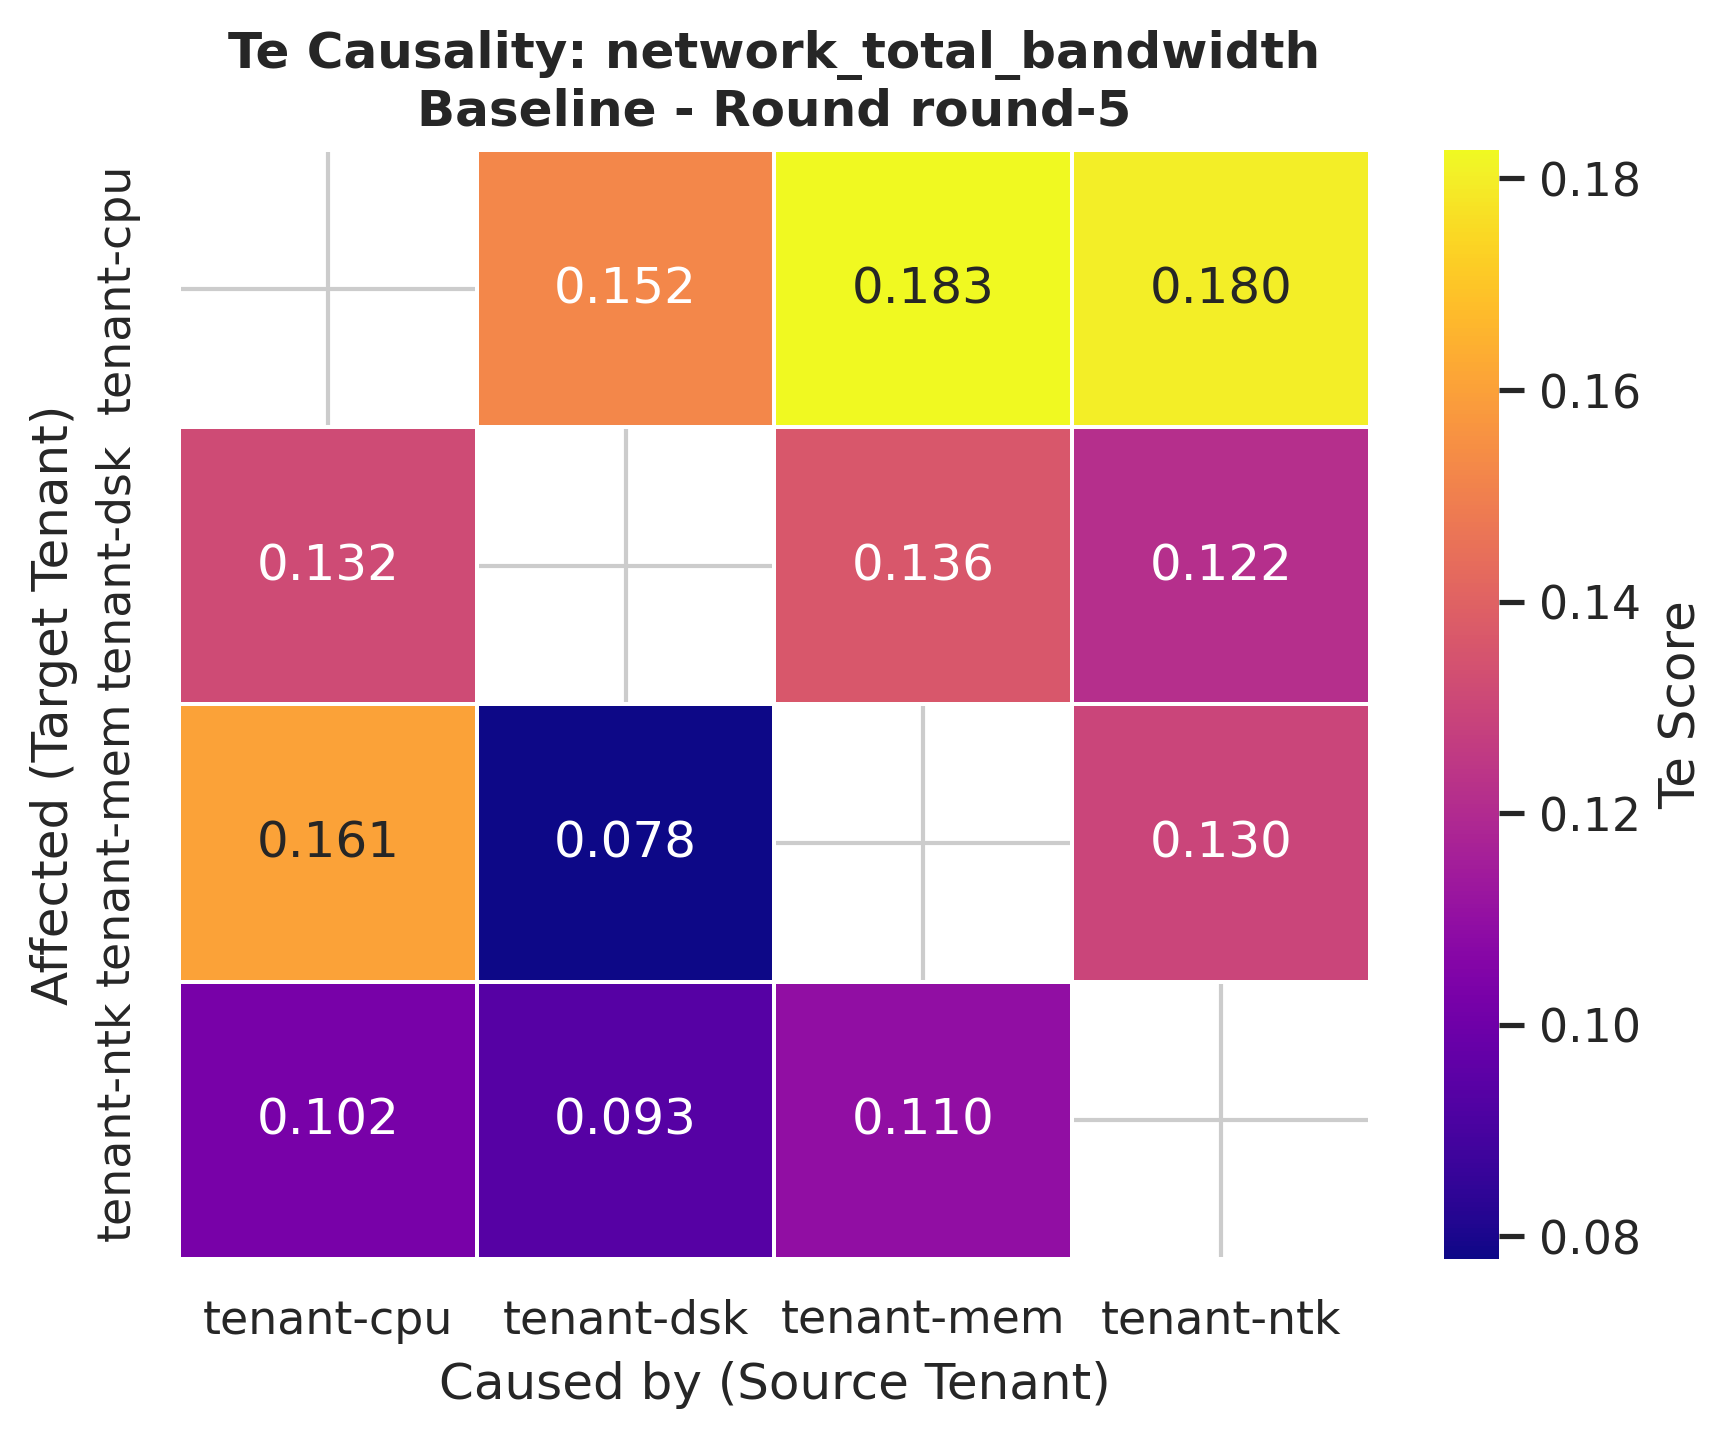 Te Causality: network_total_bandwidth
Baseline - Round round-5
Affected (Target Tenant)
tenant-cpu
0.152 0.183 0.180
tenant-dsk
0.132 0.136 0.122
tenant-mem
0.161 0.078 0.130
tenant-ntk
0.102 0.093 0.110
tenant-cpu tenant-dsk tenant-mem tenant-ntk
Caused by (Source Tenant)
0.18
0.16
0.14
0.12
0.10
0.08
Te Score